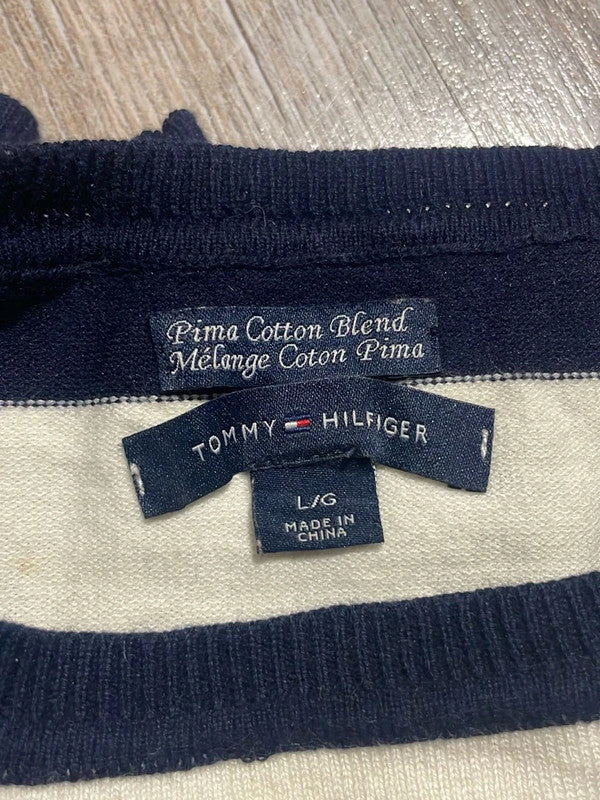 Pima Cotton Blend
Mélange Coton Pima
TOMMY HILFIGER
L/G
MADE IN
CHINA